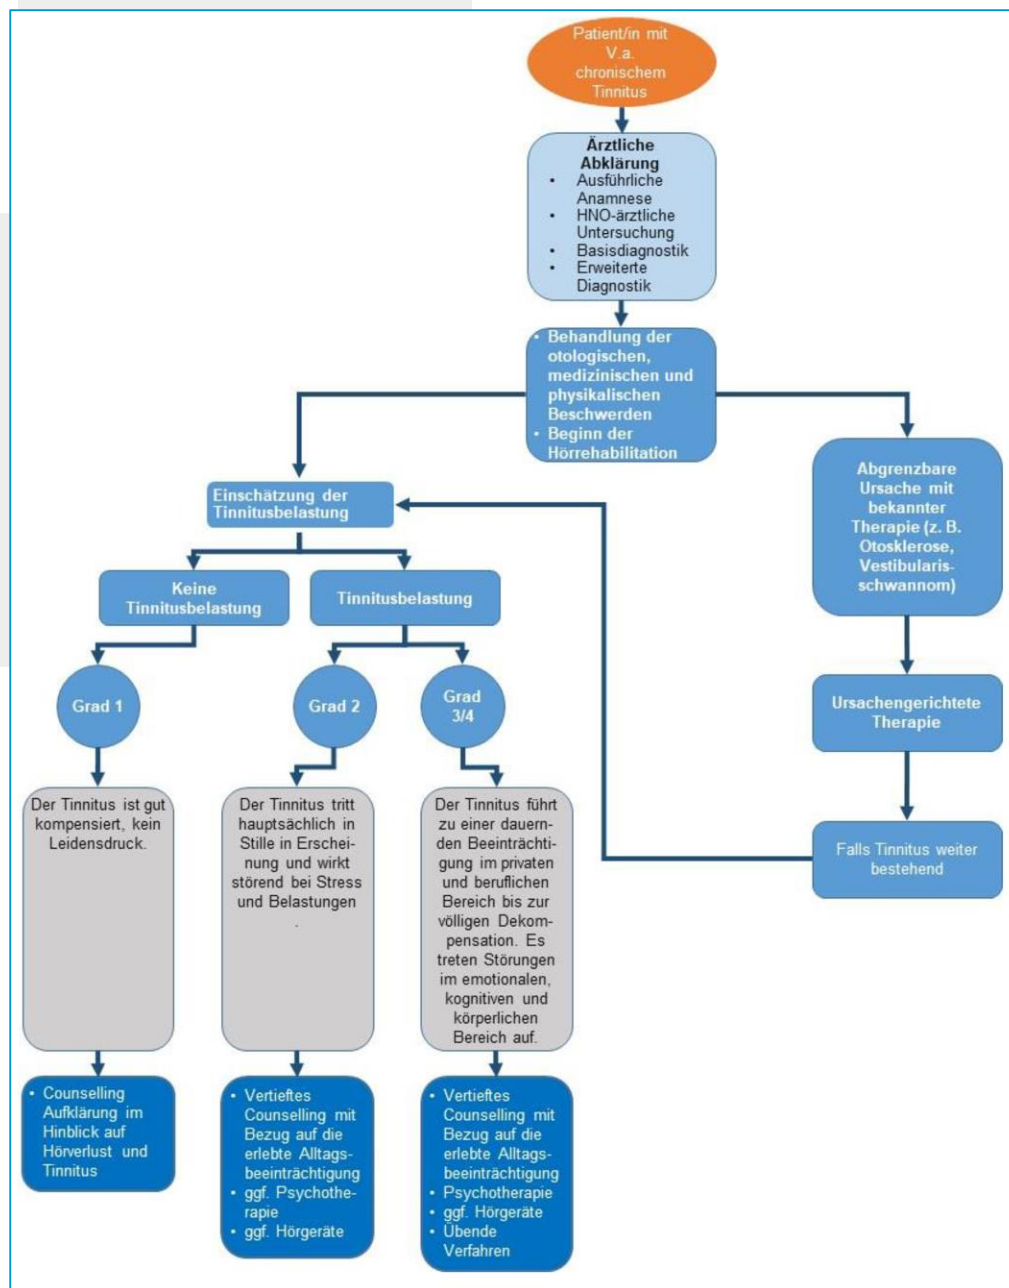 Patient/in mit
V.a.
chronischem
Tinnitus
Ärztliche
Abklärung
• Ausführliche
Anamnese
• HNO-ärztliche
Untersuchung
• Basisdiagnostik
• Erweiterte
Diagnostik
• Behandlung der
otologischen,
medizinischen und
physikalischen
Beschwerden
• Beginn der
Hörrehabilitation
Einschätzung der
Tinnitusbelastung
Abgrenzbare
Ursache mit
bekannter
Therapie (z. B.
Otosklerose,
Vestibularis-
schwannom)
Keine
Tinnitusbelastung
Tinnitusbelastung
Grad 1
Grad 2
Grad
3/4
Ursachengerichtete
Therapie
Falls Tinnitus weiter
bestehend
Der Tinnitus ist gut
kompensiert, kein
Leidensdruck.
Der Tinnitus tritt
hauptsächlich in
Stille in Erschei-
nung und wirkt
störend bei Stress
und Belastungen
.
Der Tinnitus führt
zu einer dauern-
den Beeinträchti-
gung im privaten
und beruflichen
Bereich bis zur
völligen Dekom-
pensation. Es
treten Störungen
im emotionalen,
kognitiven und
körperlichen
Bereich auf.
• Counselling
Aufklärung im
Hinblick auf
Hörverlust und
Tinnitus
• Vertieftes
Counselling mit
Bezug auf die
erlebte Alltags-
beeinträchtigung
• ggf. Psychothe-
rapie
• ggf. Hörgeräte
• Vertieftes
Counselling mit
Bezug auf die
erlebte Alltags-
beeinträchtigung
• Psychotherapie
• ggf. Hörgeräte
• Übende
Verfahren